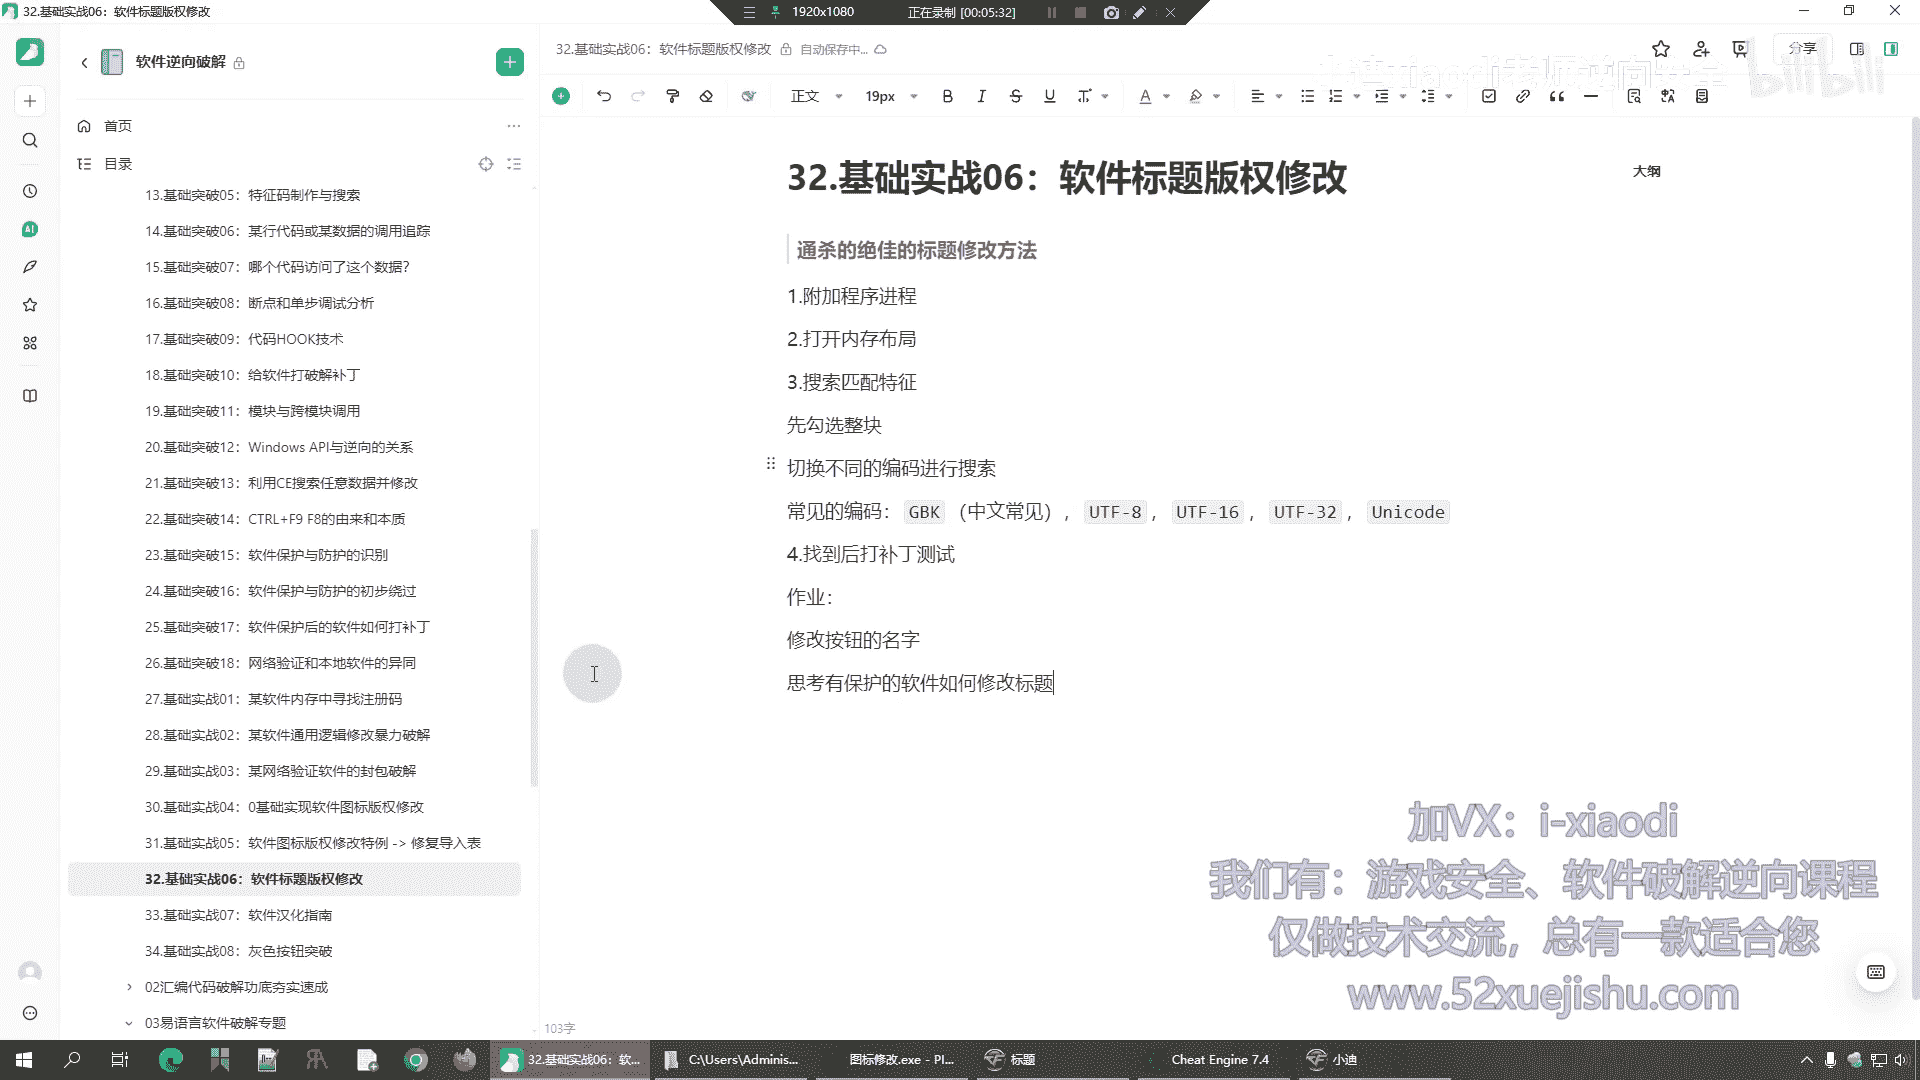 32.基础实战06：软件标题版权修改
1920x1080
正在录制 [00:05:32]
软件逆向破解
32.基础实战06：软件标题版权修改
自动保存中...
分享
bilibili
正文
19px
首页
目录
13.基础突破05：特征码制作与搜索
14.基础突破06：某行代码或某数据的调用追踪
15.基础突破07：哪个代码访问了这个数据？
16.基础突破08：断点和单步调试分析
17.基础突破09：代码HOOK技术
18.基础突破10：给软件打破解补丁
19.基础突破11：模块与跨模块调用
20.基础突破12：Windows API与逆向的关系
21.基础突破13：利用CE搜索任意数据并修改
22.基础突破14：CTRL+F9 F8的由来和本质
23.基础突破15：软件保护与防护的识别
24.基础突破16：软件保护与防护的初步绕过
25.基础突破17：软件保护后的软件如何打补丁
26.基础突破18：网络验证和本地软件的异同
27.基础实战01：某软件内存中寻找注册码
28.基础实战02：某软件通用逻辑修改暴力破解
29.基础实战03：某网络验证软件的封包破解
30.基础实战04：0基础实现软件图标版权修改
31.基础实战05：软件图标版权修改特例 -> 修复导入表
32.基础实战06：软件标题版权修改
33.基础实战07：软件汉化指南
34.基础实战08：灰色按钮突破
02汇编代码破解功底夯实速成
03易语言软件破解专题
32.基础实战06：软件标题版权修改
大纲
通杀的绝佳的标题修改方法
1.附加程序进程
2.打开内存布局
3.搜索匹配特征
先勾选整块
切换不同的编码进行搜索
常见的编码：GBK（中文常见），UTF-8，UTF-16，UTF-32，Unicode
4.找到后打补丁测试
作业：
修改按钮的名字
思考有保护的软件如何修改标题
103字
加VX：i-xiaodi
我们有：游戏安全、软件破解逆向课程
仅做技术交流，总有一款适合您
www.52xuejishu.com
32.基础实战06：软...
C:\Users\Adminis...
图标修改.exe - PI...
标题
Cheat Engine 7.4
小迪